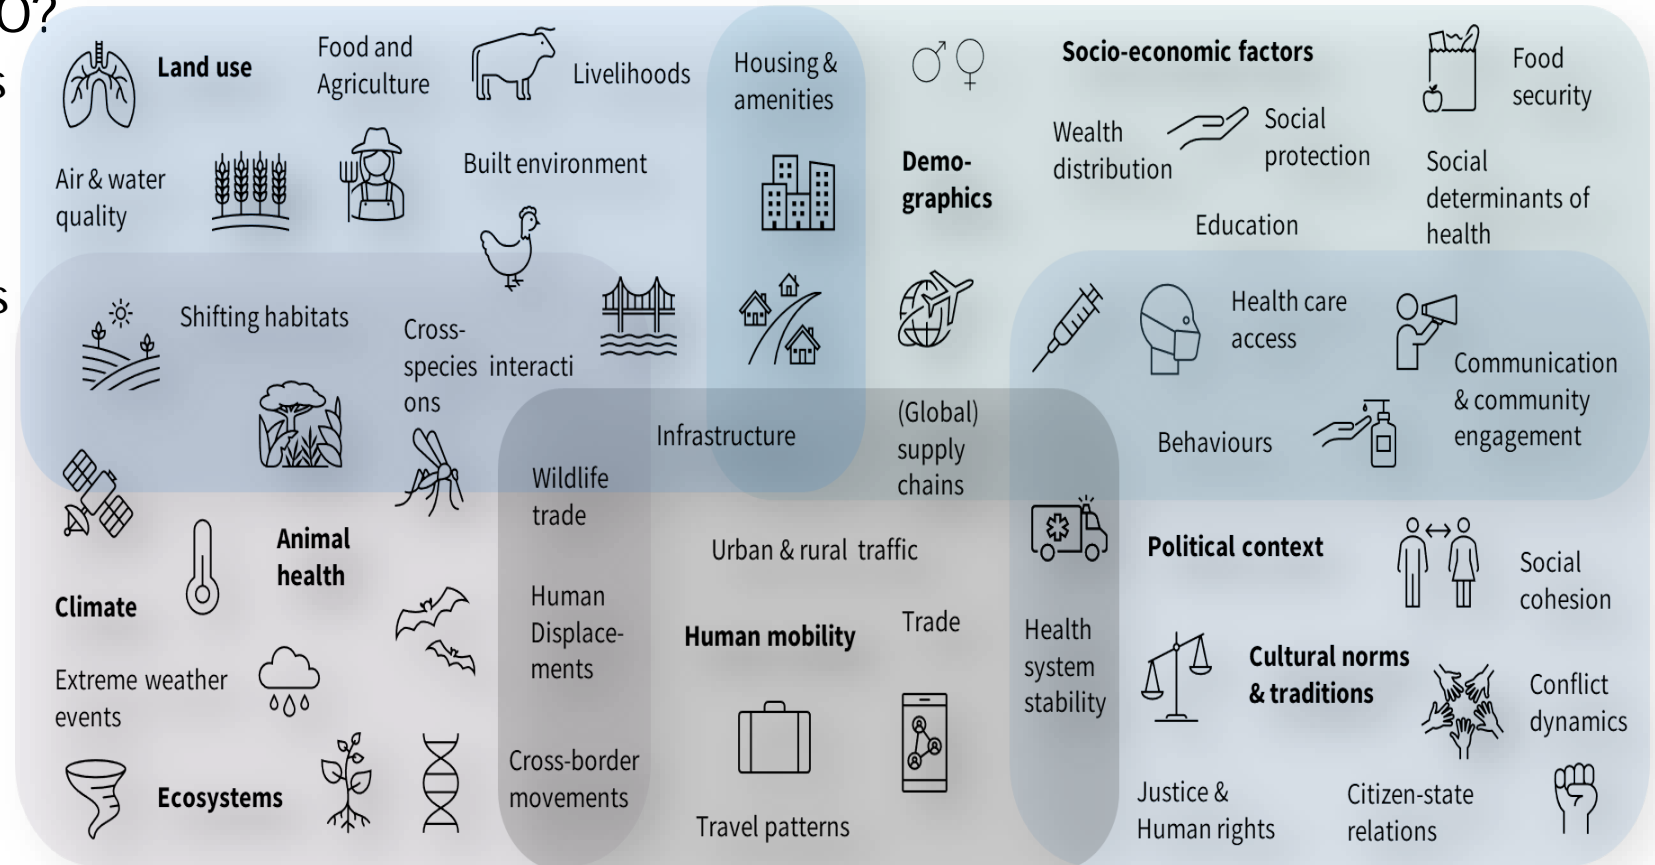 O?
s
s
Land use
Food and
Agriculture
Livelihoods
Housing &
amenities
Air & water
quality
Built environment
Socio-economic factors
Food
security
Demo-
graphics
Wealth
distribution
Social
protection
Education
Social
determinants of
health
Shifting habitats
Cross-
species interacti
ons
Infrastructure
(Global)
supply
chains
Health care
access
Behaviours
Communication
& community
engagement
Wildlife
trade
Animal
health
Climate
Extreme weather
events
Ecosystems
Human
Displace-
ments
Cross-border
movements
Urban & rural traffic
Human mobility
Trade
Travel patterns
Health
system
stability
Political context
Social
cohesion
Cultural norms
& traditions
Conflict
dynamics
Justice &
Human rights
Citizen-state
relations